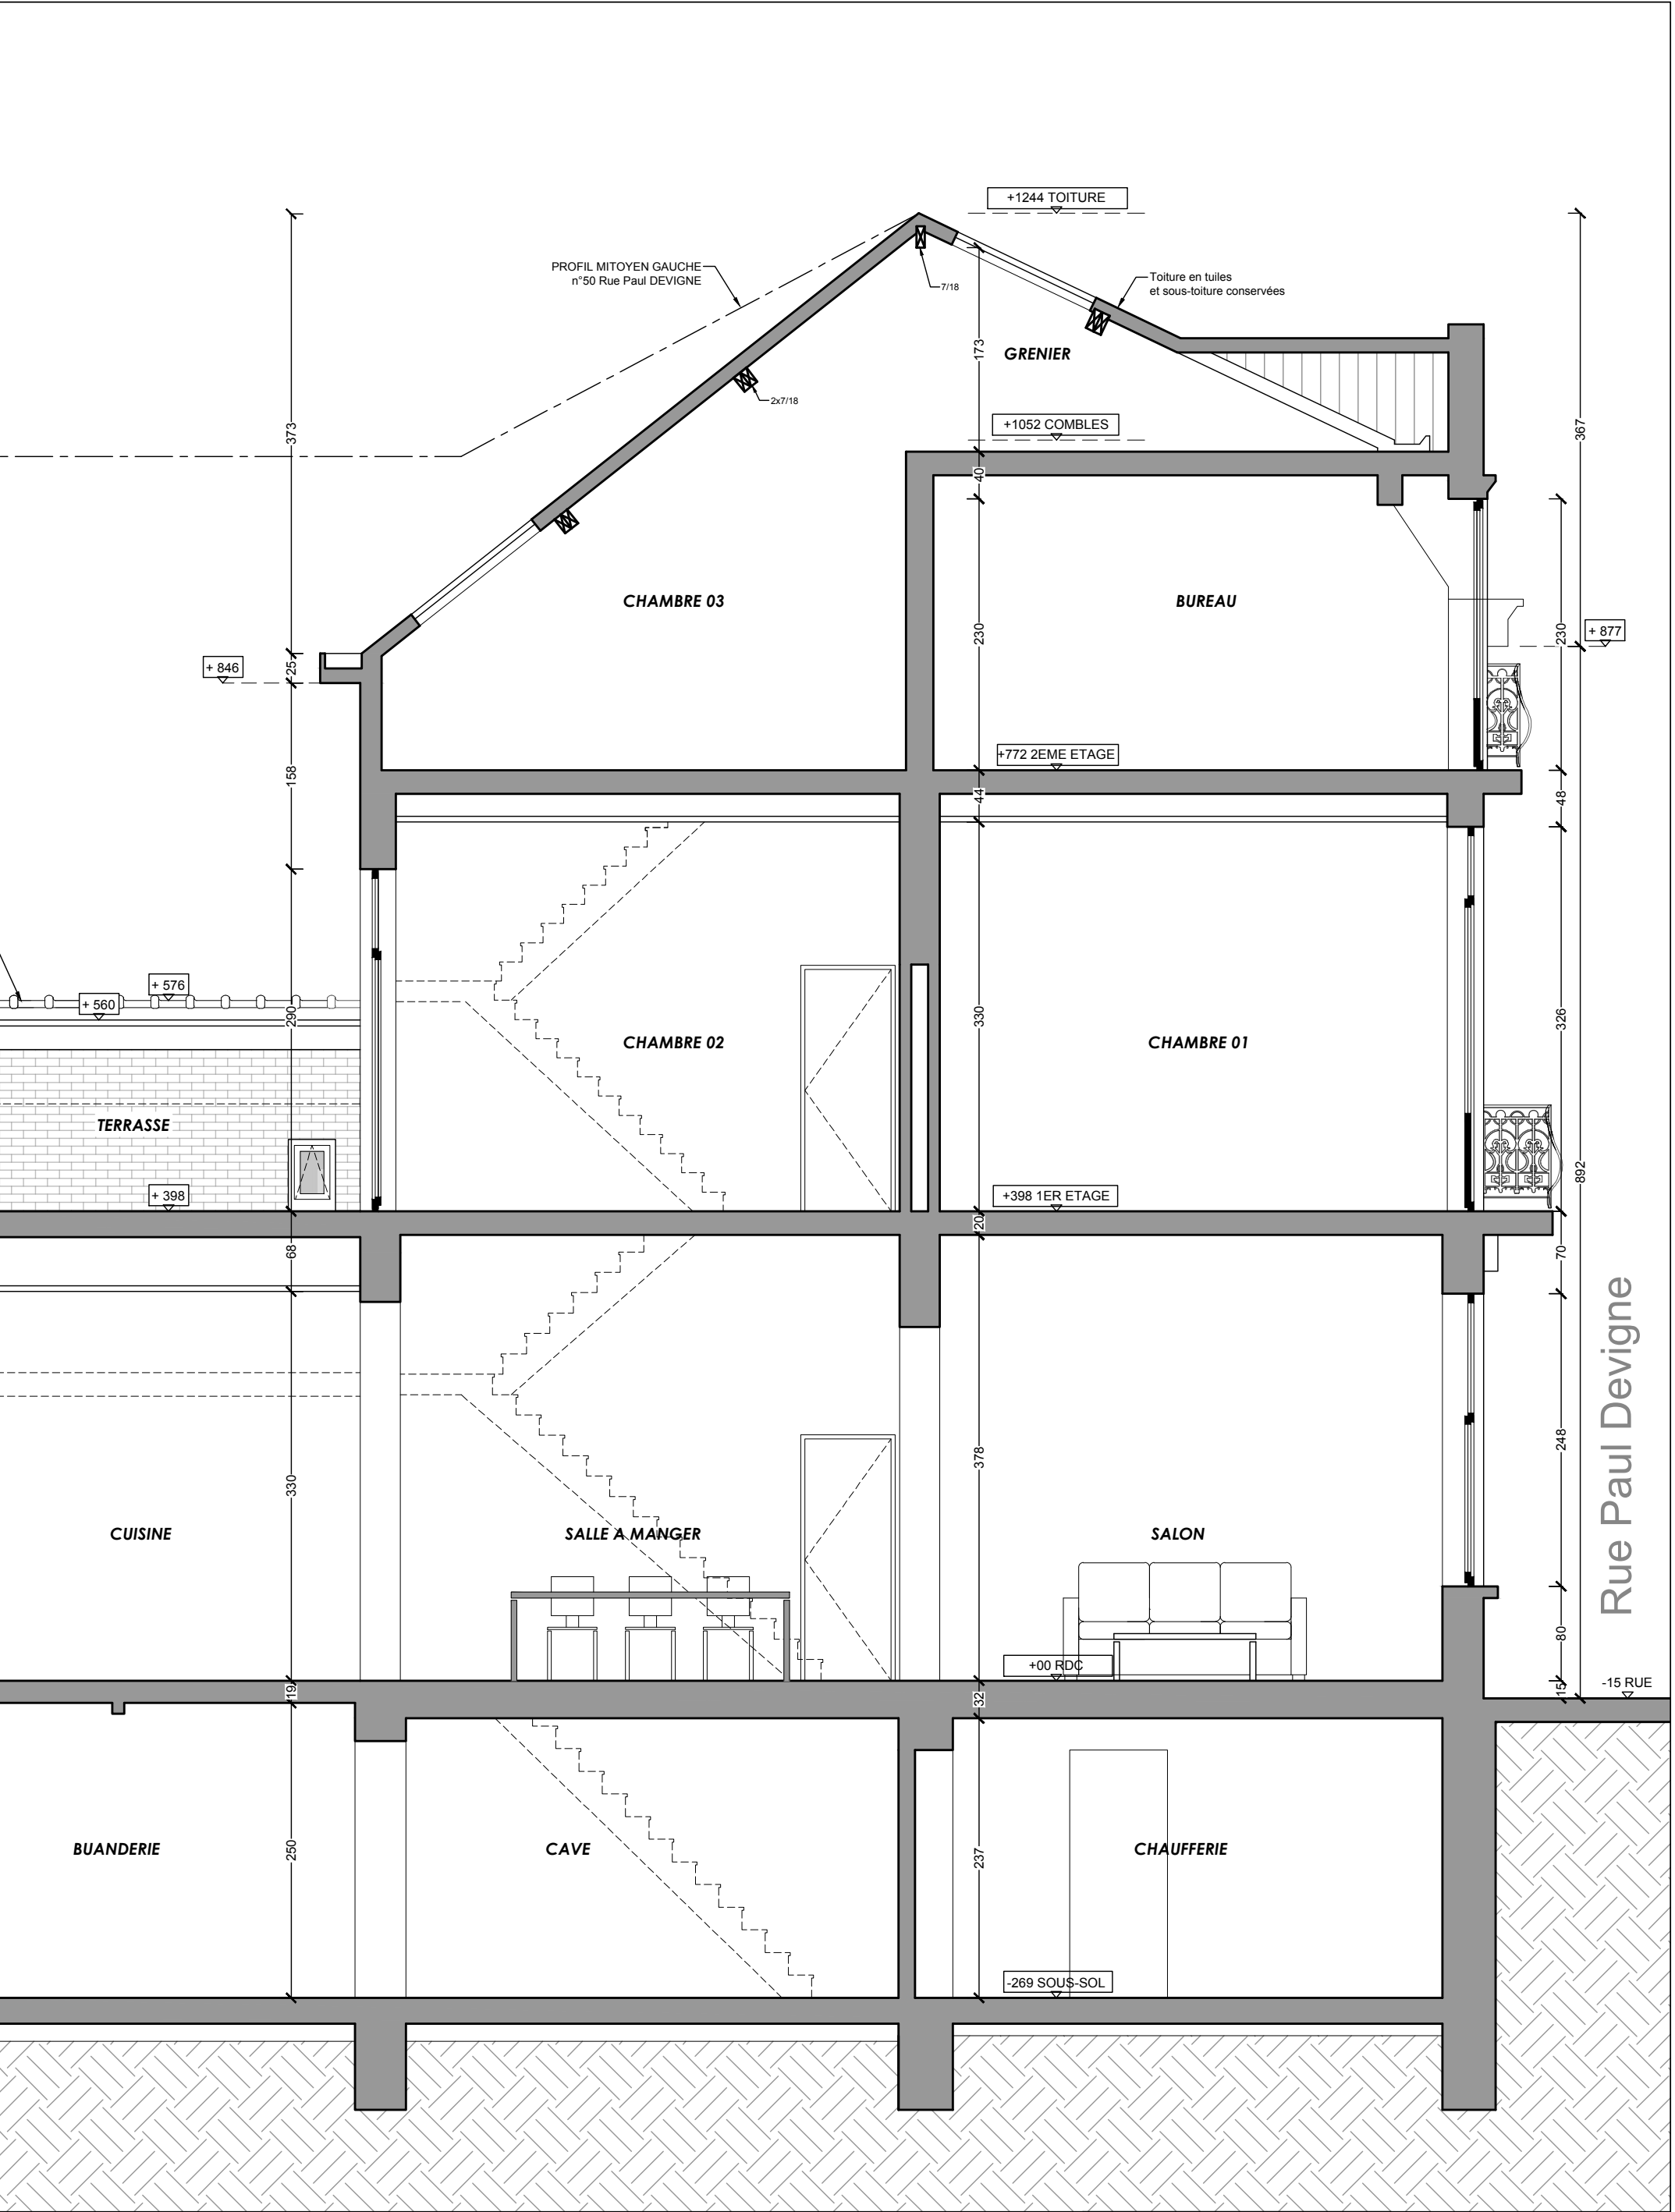 +1244 TOITURE
PROFIL MITOYEN GAUCHE
n°50 Rue Paul DEVIGNE
7/18
Toiture en tuiles
et sous-toiture conservées
173
GRENIER
2x7/18
373
+1052 COMBLES
367
40
CHAMBRE 03
BUREAU
230
230
+ 877
+ 846
25
+772 2EME ETAGE
158
44
48
+ 576
+ 560
290
330
326
CHAMBRE 02
CHAMBRE 01
TERRASSE
892
+ 398
+398 1ER ETAGE
20
68
70
Rue Paul Devigne
248
378
330
CUISINE
SALLE A MANGER
SALON
80
+00 RDC
-15 RUE
19
32
15
BUANDERIE
250
CAVE
237
CHAUFFERIE
-269 SOUS-SOL